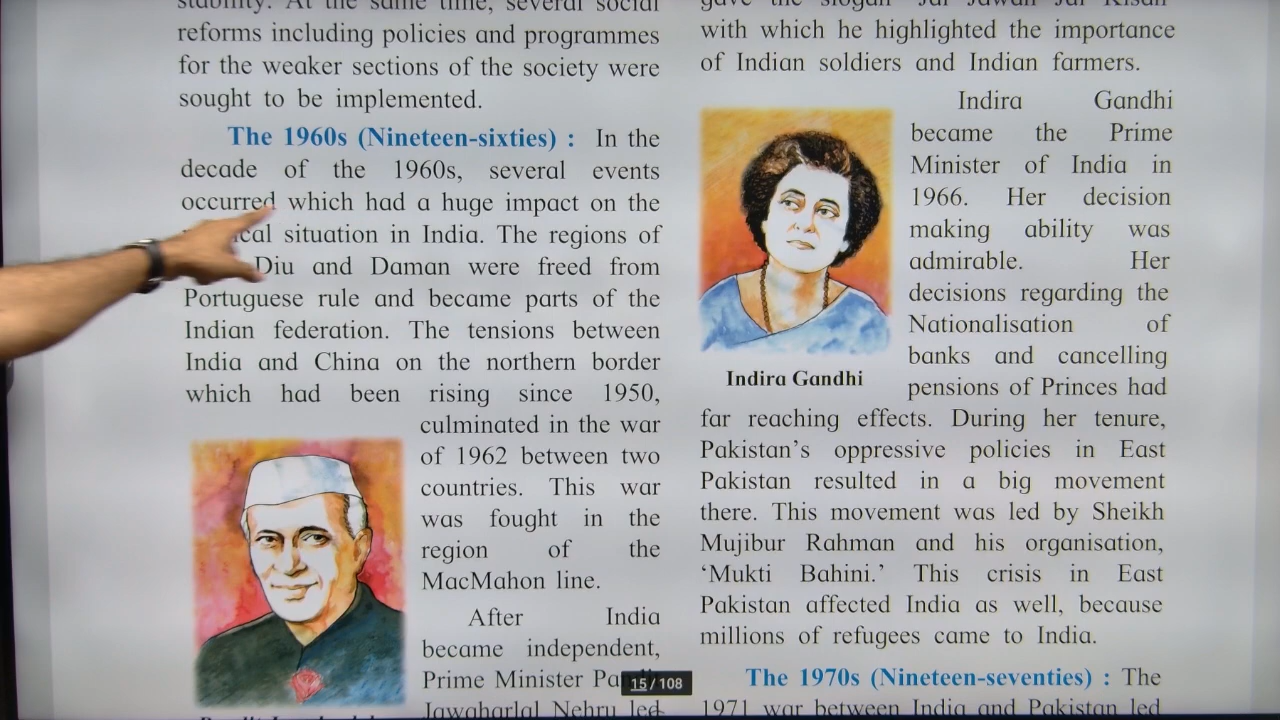 stability. At the same time, several social
reforms including policies and programmes
for the weaker sections of the society were
sought to be implemented.
The 1960s (Nineteen-sixties) : In the
decade of the 1960s, several events
occurred which had a huge impact on the
situation in India. The regions of
Diu and Daman were freed from
Portuguese rule and became parts of the
Indian federation. The tensions between
India and China on the northern border
which had been rising since 1950,
culminated in the war
of 1962 between two
countries. This war
was fought in the
region of the
MacMahon line.
After India
became independent,
Prime Minister
Jawaharlal Nehru led
gave the slogan 'Jai Jawan Jai Kisan'
with which he highlighted the importance
of Indian soldiers and Indian farmers.
Indira Gandhi
became the Prime
Minister of India in
1966. Her decision
making ability was
admirable. Her
decisions regarding the
Nationalisation of
banks and cancelling
pensions of Princes had
Indira Gandhi
far reaching effects. During her tenure,
Pakistan's oppressive policies in East
Pakistan resulted in a big movement
there. This movement was led by Sheikh
Mujibur Rahman and his organisation,
‘Mukti Bahini.’ This crisis in East
Pakistan affected India as well, because
millions of refugees came to India.
The 1970s (Nineteen-seventies) : The
1971 war between India and Pakistan led
15 / 108